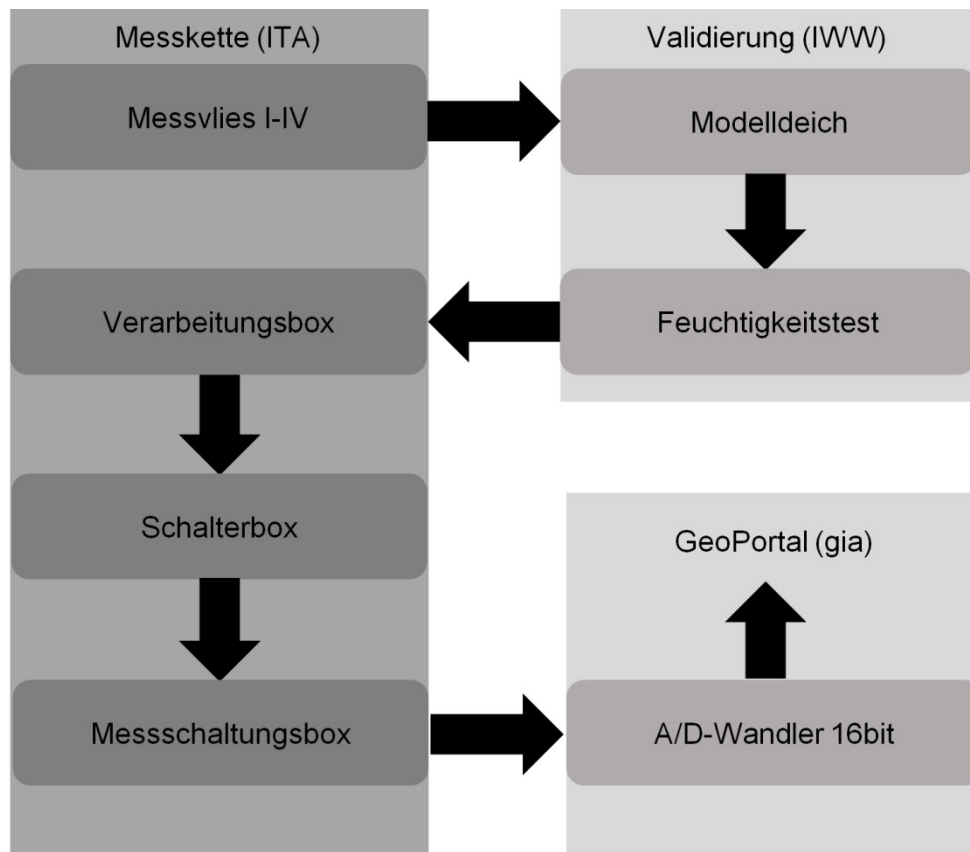 Messkette (ITA)
Messvlies I-IV
Validierung (IWW)
Modelldeich
Feuchtigkeitstest
Verarbeitungsbox
Schalterbox
Messschaltungsbox
A/D-Wandler 16bit
GeoPortal (gia)